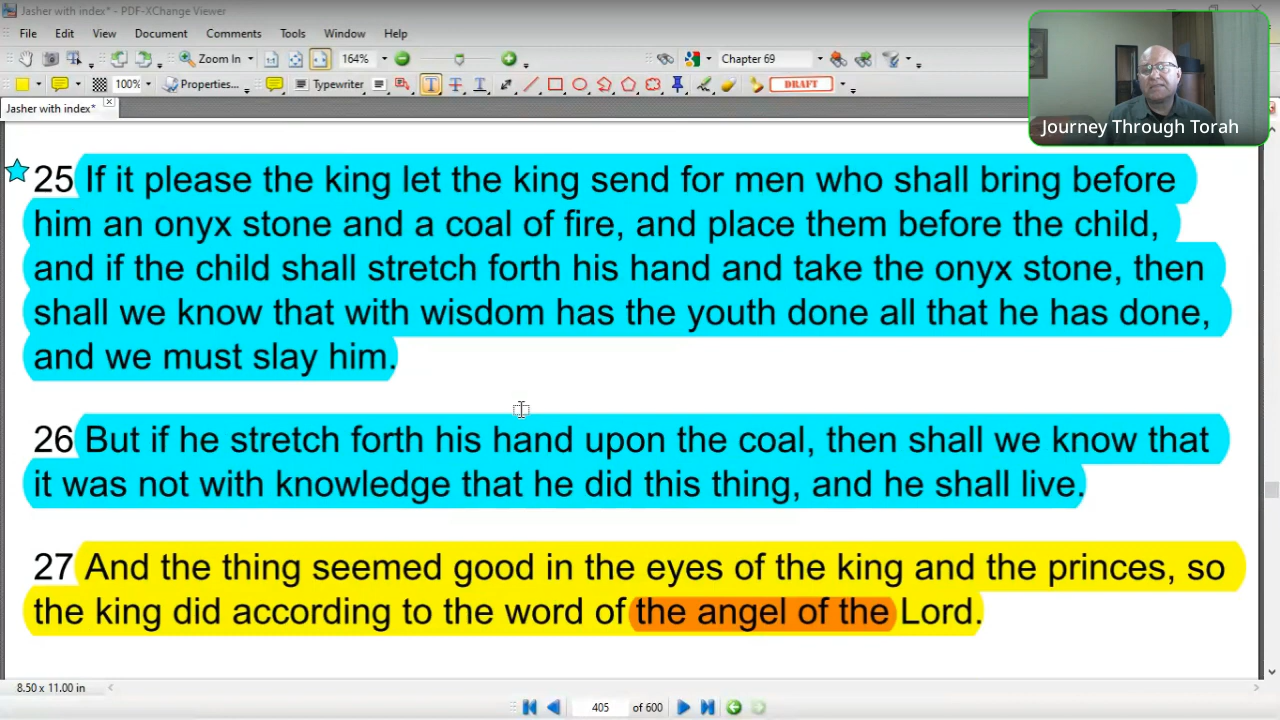 Jasher with index* - PDF-XChange Viewer
File Edit View Document Comments Tools Window Help
Zoom In 164% Chapter 69
100% Properties... Typewriter DRAFT
Jasher with index*
Journey Through Torah
25 If it please the king let the king send for men who shall bring before
him an onyx stone and a coal of fire, and place them before the child,
and if the child shall stretch forth his hand and take the onyx stone, then
shall we know that with wisdom has the youth done all that he has done,
and we must slay him.
26 But if he stretch forth his hand upon the coal, then shall we know that
it was not with knowledge that he did this thing, and he shall live.
27 And the thing seemed good in the eyes of the king and the princes, so
the king did according to the word of the angel of the Lord.
8.50 x 11.00 in
405 of 600